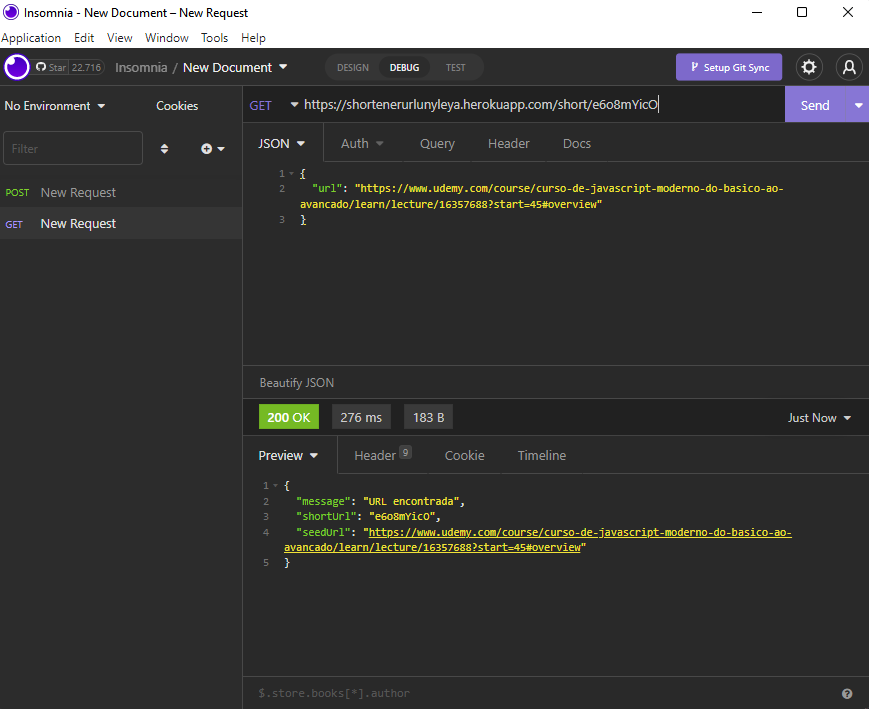 Insomnia - New Document – New Request
Application Edit View Window Tools Help
Star 22.716 Insomnia / New Document DESIGN DEBUG TEST Setup Git Sync
No Environment Cookies
GET https://shortenerurlunyleya.herokuapp.com/short/e6o8mYicO Send
Filter
POST New Request
GET New Request
JSON Auth Query Header Docs
1 {
2 "url": "https://www.udemy.com/course/curso-de-javascript-moderno-do-basico-ao-
avancado/learn/lecture/16357688?start=45#overview"
3 }
Beautify JSON
200 OK 276 ms 183 B Just Now
Preview Header 9 Cookie Timeline
1 {
2 "message": "URL encontrada",
3 "shortUrl": "e6o8mYicO",
4 "seedUrl": "https://www.udemy.com/course/curso-de-javascript-moderno-do-basico-ao-
avancado/learn/lecture/16357688?start=45#overview"
5 }
$.store.books[*].author